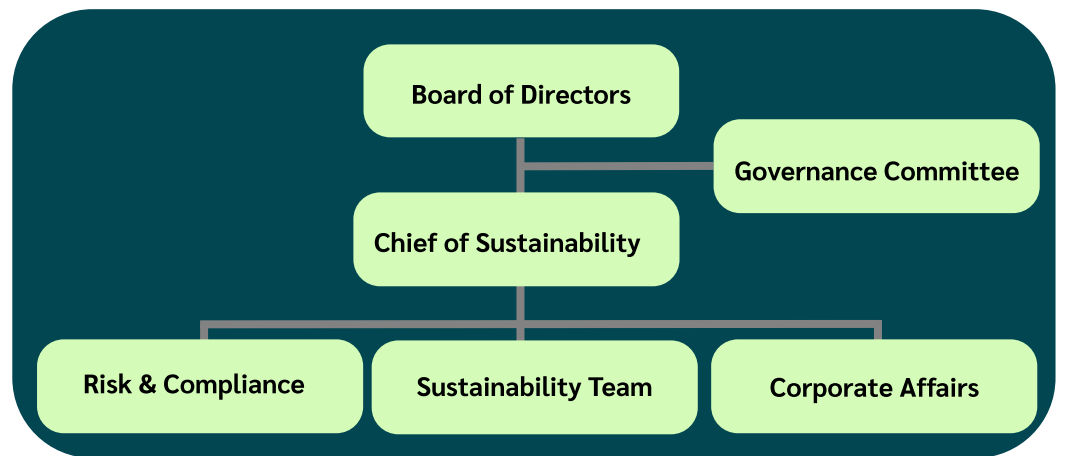 Board of Directors
Governance Committee
Chief of Sustainability
Risk & Compliance
Sustainability Team
Corporate Affairs